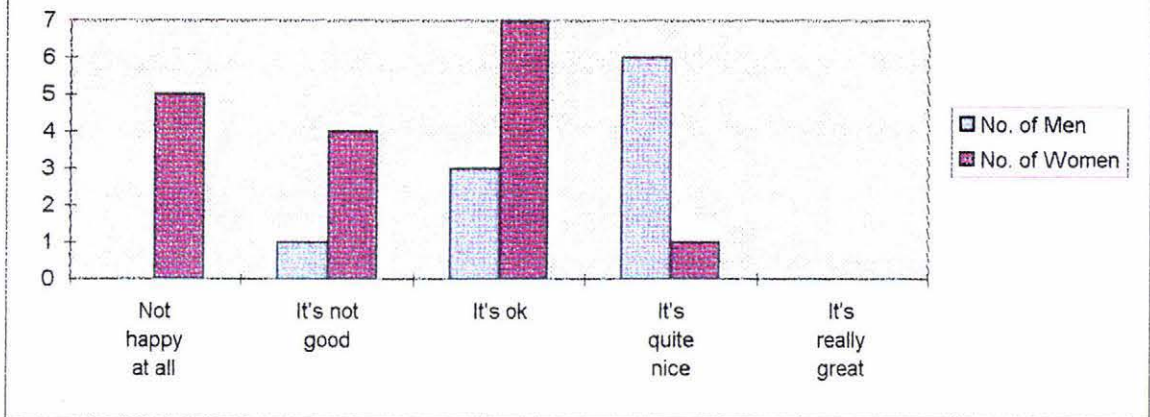 7
6
5
4
3
2
1
0
Not
happy
at all
It's not
good
It's ok
It's
quite
nice
It's
really
great
No. of Men
No. of Women